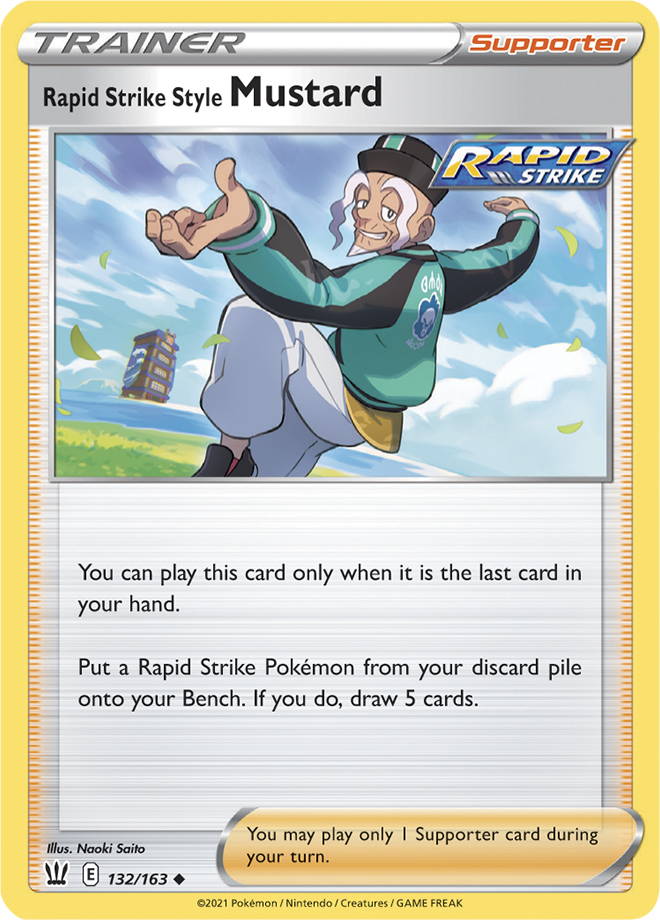 TRAINER
Supporter
Rapid Strike Style Mustard
RAPID
STRIKE
You can play this card only when it is the last card in
your hand.
Put a Rapid Strike Pokémon from your discard pile
onto your Bench. If you do, draw 5 cards.
You may play only 1 Supporter card during
your turn.
Illus. Naoki Saito
E 132/163 ◆
©2021 Pokémon / Nintendo / Creatures / GAME FREAK